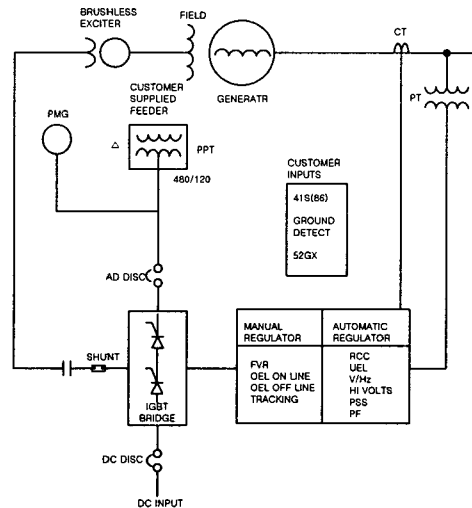 BRUSHLESS
EXCITER
FIELD
CT
GENERATR
PT
CUSTOMER
SUPPLIED
FEEDER
PMG
△
PPT
480/120
CUSTOMER
INPUTS
41S(86)
GROUND
DETECT
52GX
AD DISC
MANUAL
REGULATOR
AUTOMATIC
REGULATOR
SHUNT
FVR
OEL ON LINE
OEL OFF LINE
TRACKING
RCC
UEL
V/Hz
HI VOLTS
PSS
PF
IGBT
BRIDGE
DC DISC
DC INPUT